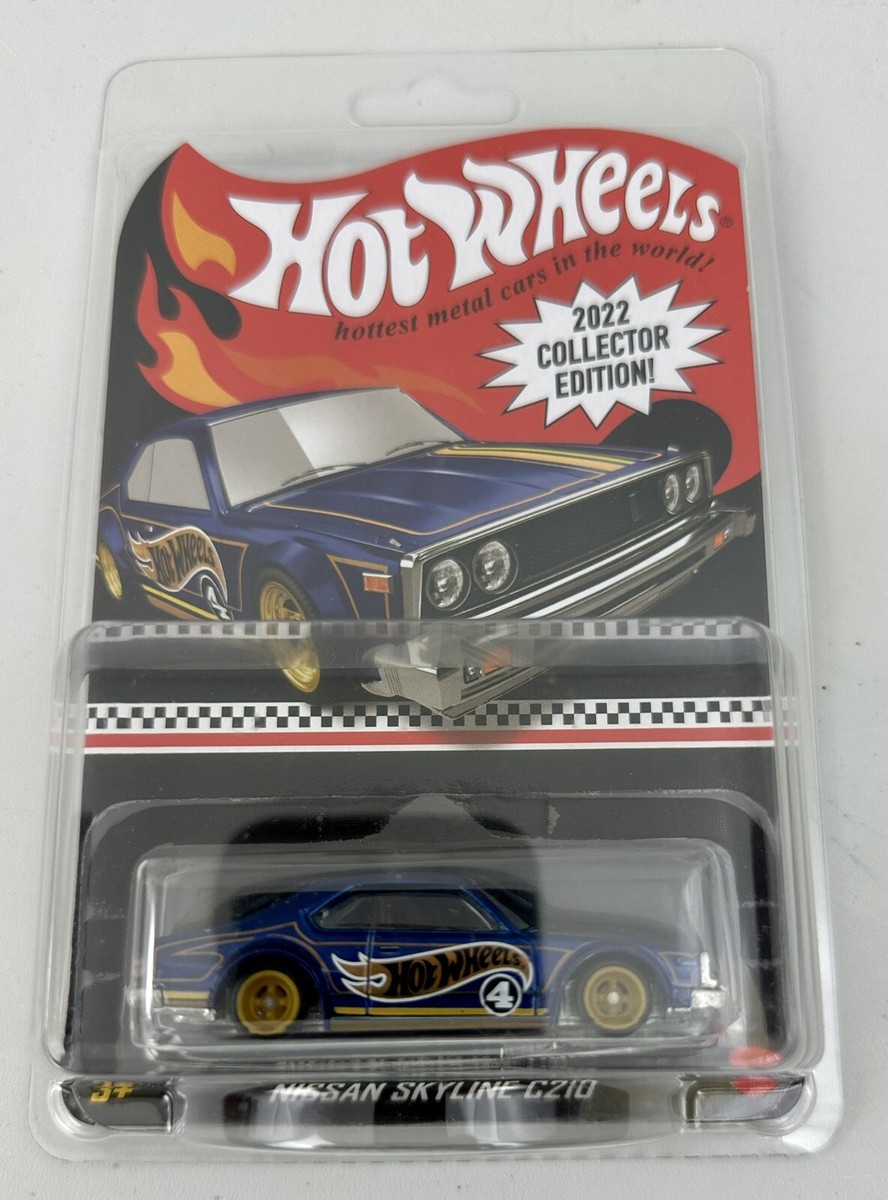 HOT WHEELS®
hottest metal cars in the world!
2022
COLLECTOR
EDITION!
HOT WHEELS
4
HOT WHEELS
4
3+
NISSAN SKYLINE C210